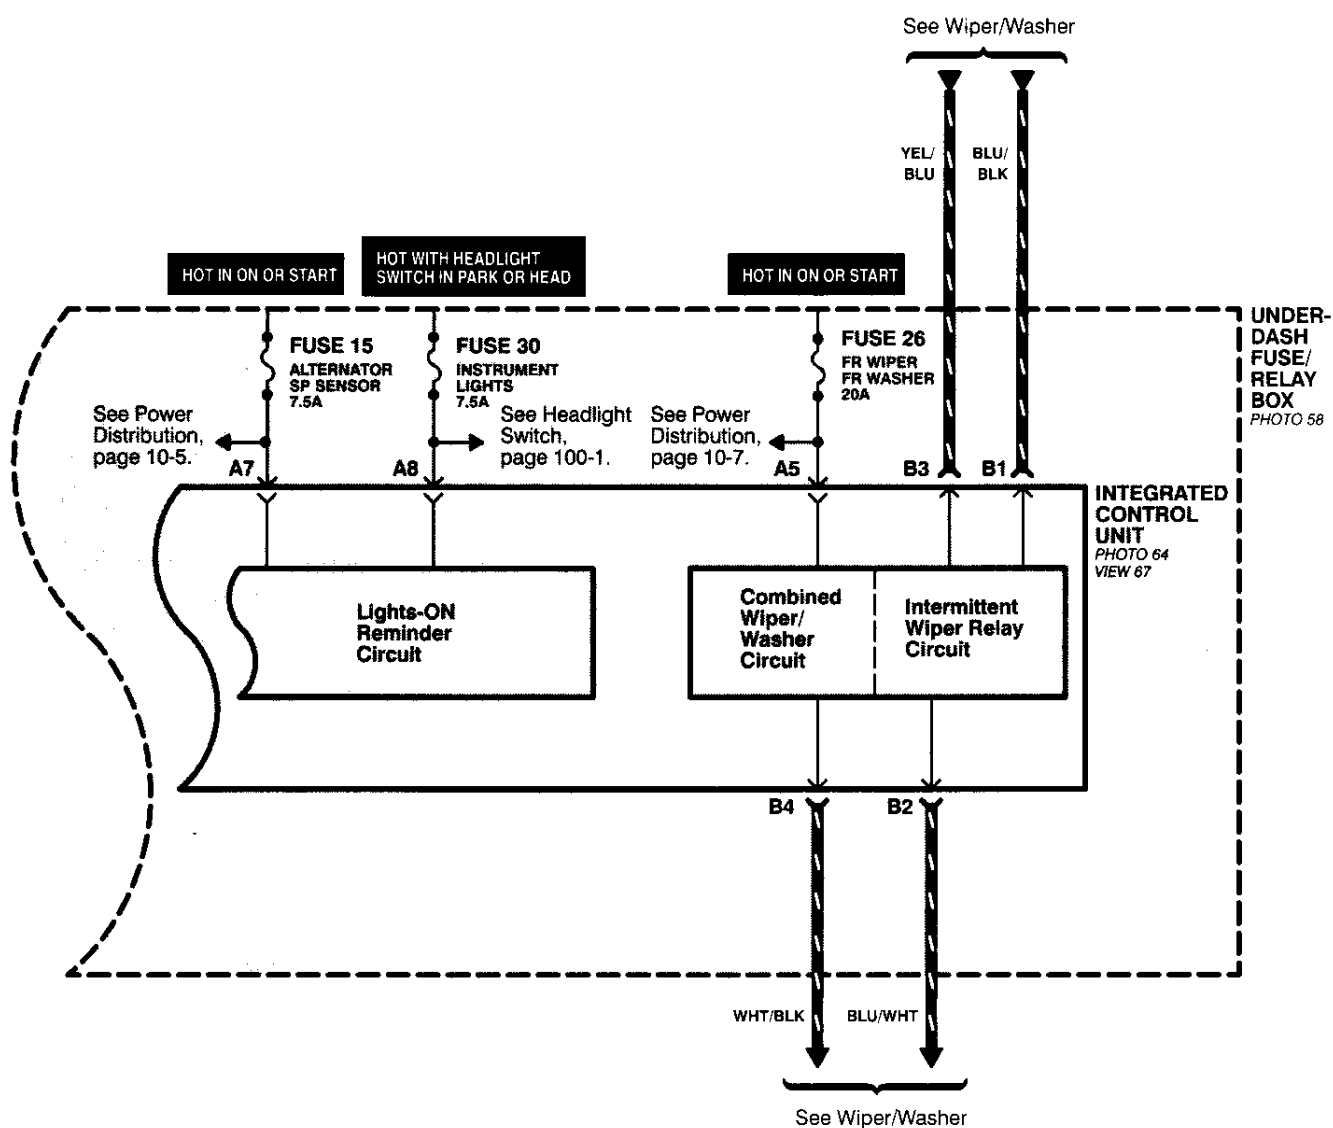 See Wiper/Washer
YEL/
BLU
BLU/
BLK
HOT IN ON OR START
HOT WITH HEADLIGHT
SWITCH IN PARK OR HEAD
HOT IN ON OR START
UNDER-
DASH
FUSE/
RELAY
BOX
PHOTO 58
FUSE 15
ALTERNATOR
SP SENSOR
7.5A
FUSE 30
INSTRUMENT
LIGHTS
7.5A
FUSE 26
FR WIPER
FR WASHER
20A
See Power
Distribution,
page 10-5.
See Headlight
Switch,
page 100-1.
See Power
Distribution,
page 10-7.
A7
A8
A5
B3
B1
INTEGRATED
CONTROL
UNIT
PHOTO 64
VIEW 67
Lights-ON
Reminder
Circuit
Combined
Wiper/
Washer
Circuit
Intermittent
Wiper Relay
Circuit
B4
B2
WHT/BLK
BLU/WHT
See Wiper/Washer